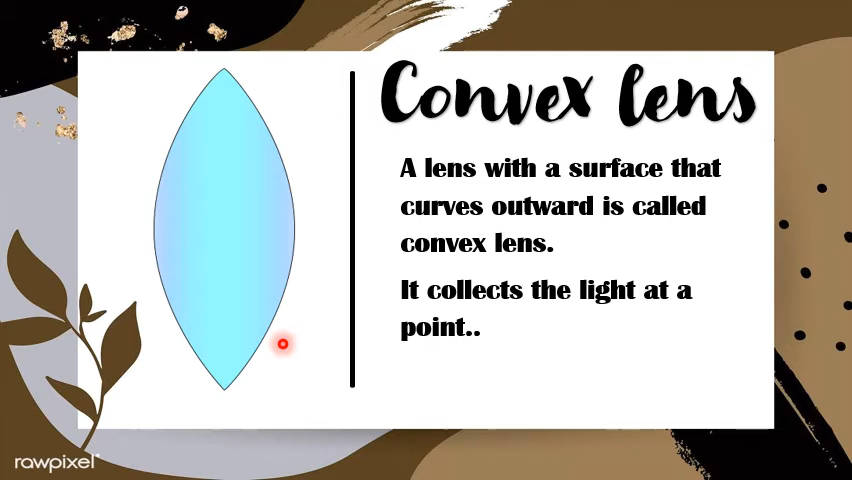 Convex lens
A lens with a surface that
curves outward is called
convex lens.
It collects the light at a
point..
rawpixel